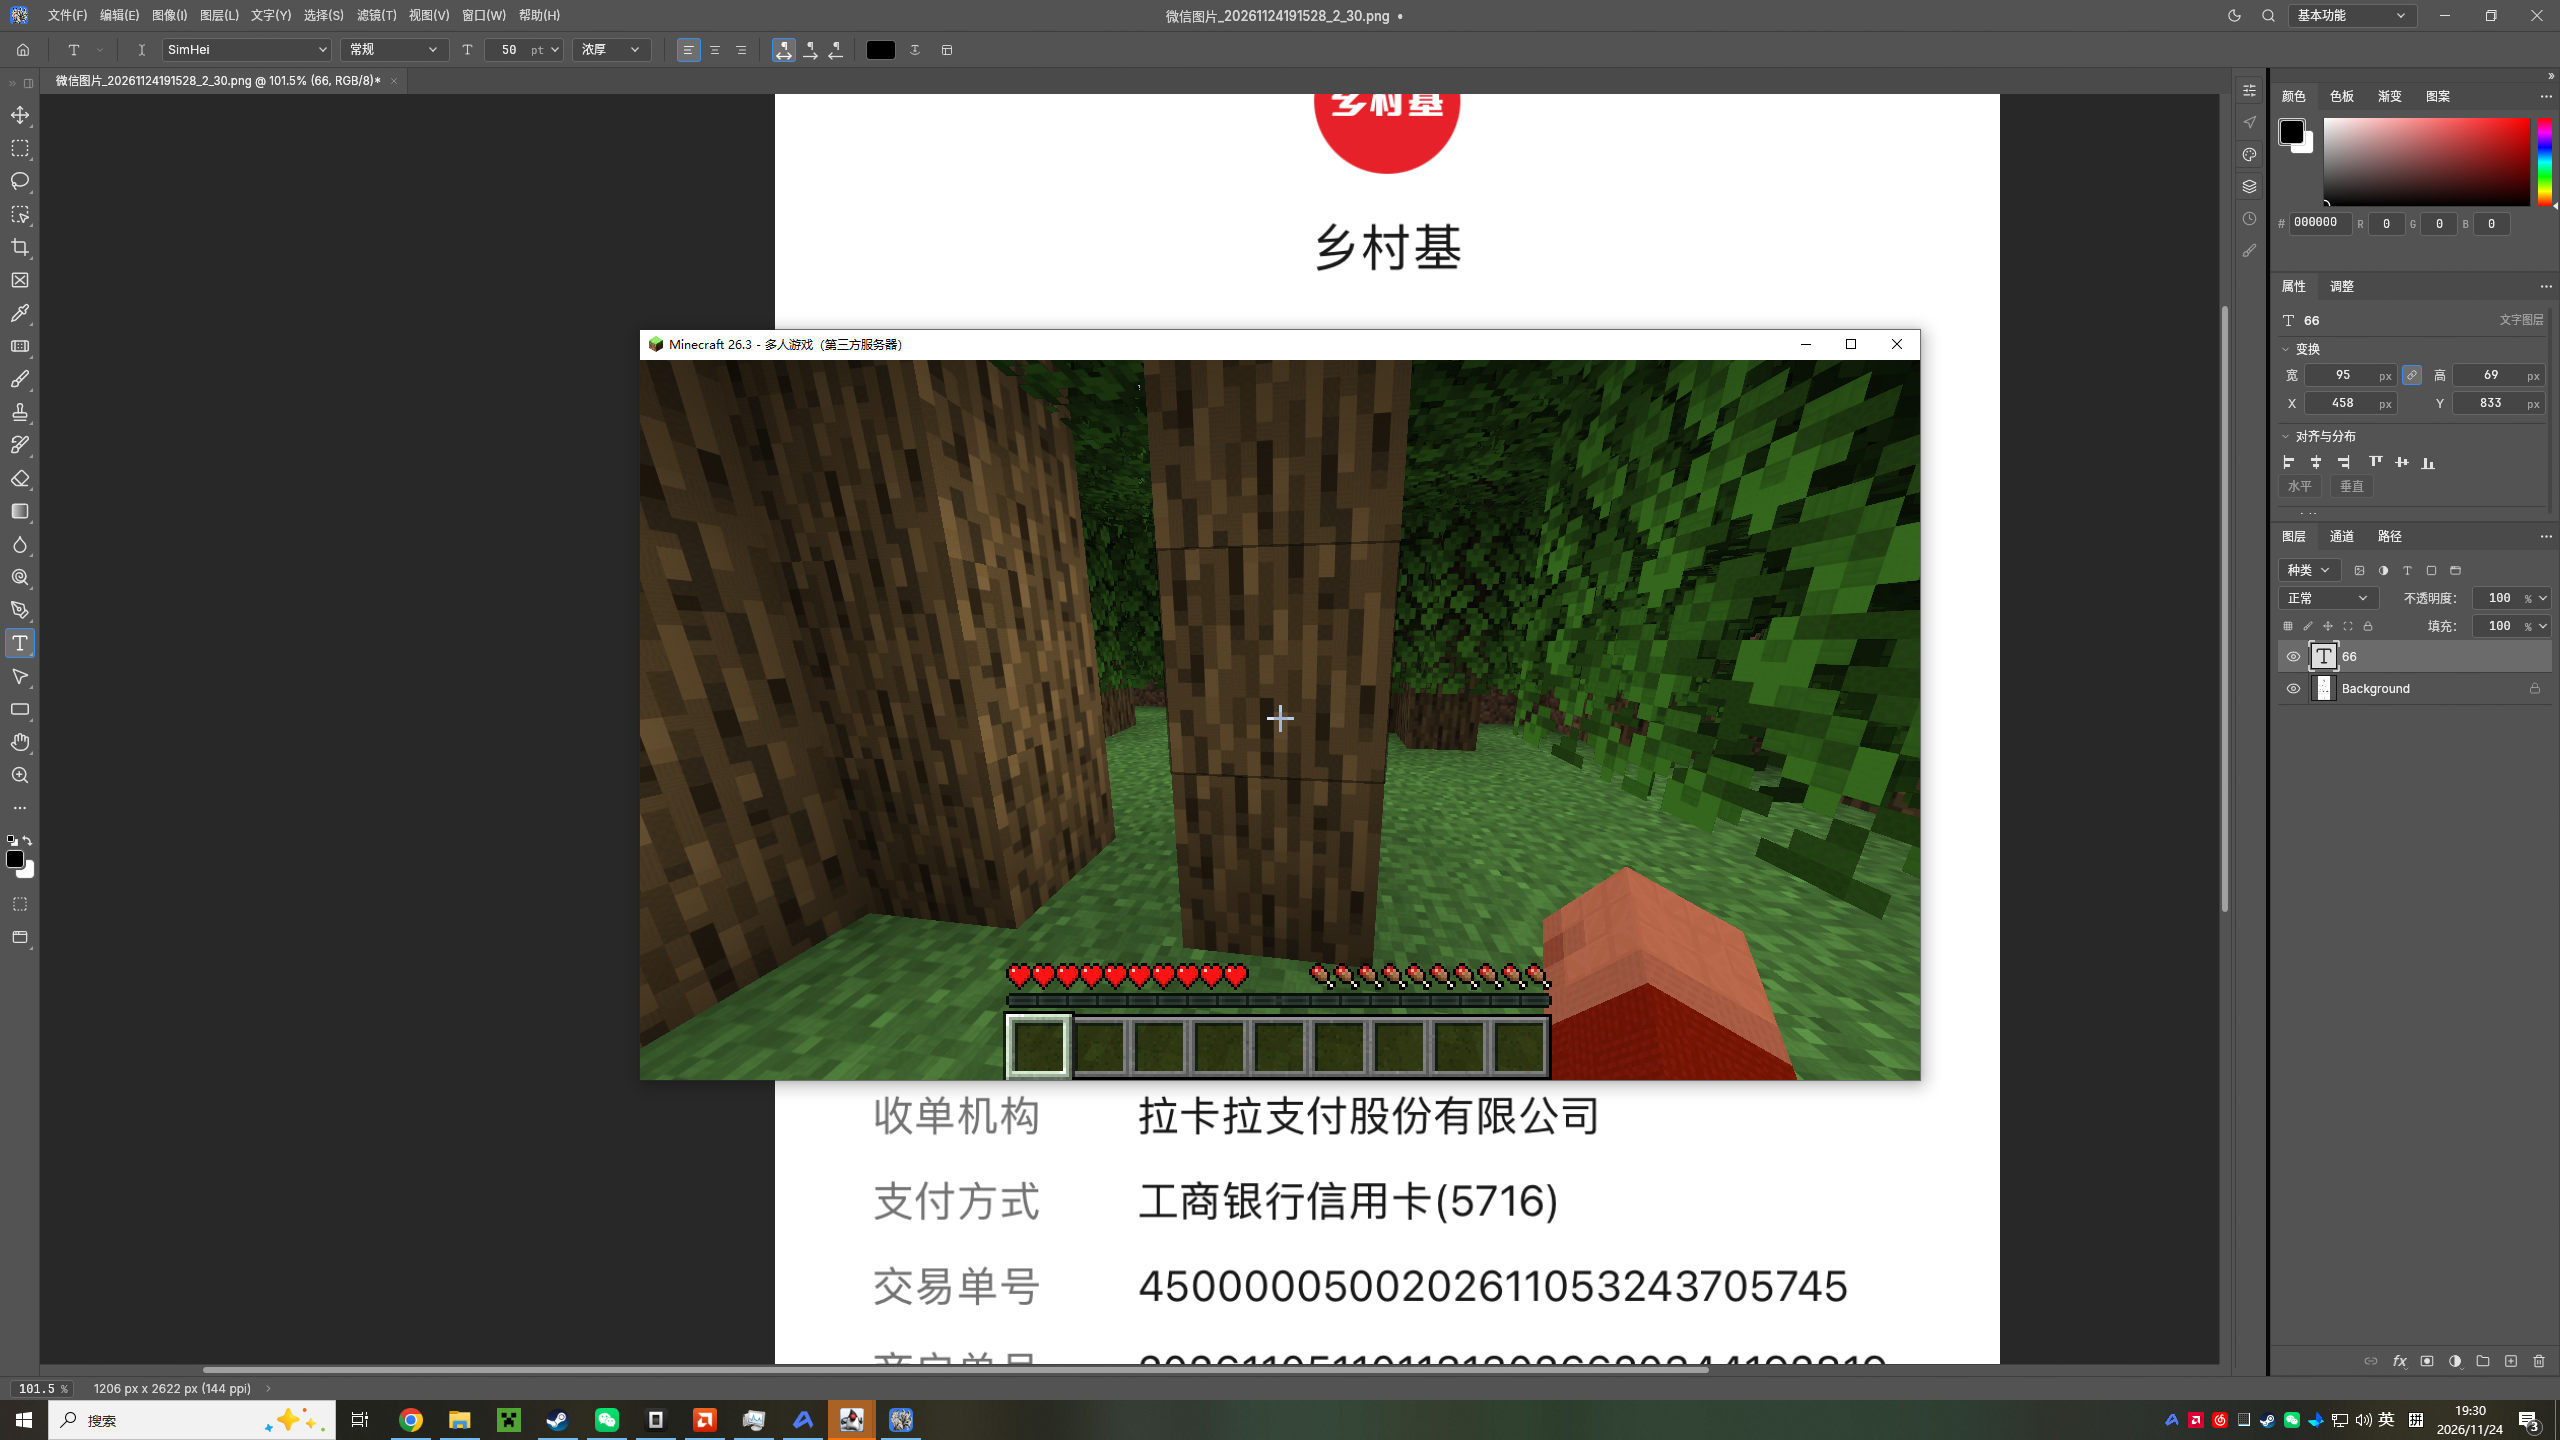 文件(F) 编辑(E) 图像(I) 图层(L) 文字(Y) 选择(S) 滤镜(T) 视图(V) 窗口(W) 帮助(H)
微信图片_20261124191528_2_30.png •
基本功能
SimHei
常规
50 pt
浓厚
微信图片_20261124191528_2_30.png @ 101.5% (66, RGB/8)*
乡村基
乡村基
Minecraft 26.3 - 多人游戏（第三方服务器）
收单机构 拉卡拉支付股份有限公司
支付方式 工商银行信用卡(5716)
交易单号 4500000500202611053243705745
颜色 色板 渐变 图案
# 000000 R 0 G 0 B 0
属性 调整
66 文字图层
变换
宽 95 px 高 69 px
X 458 px Y 833 px
对齐与分布
水平 垂直
图层 通道 路径
种类
正常 不透明度: 100 %
填充: 100 %
66
Background
fx
101.5 % 1206 px x 2622 px (144 ppi)
搜索
英 拼
19:30
2026/11/24
3